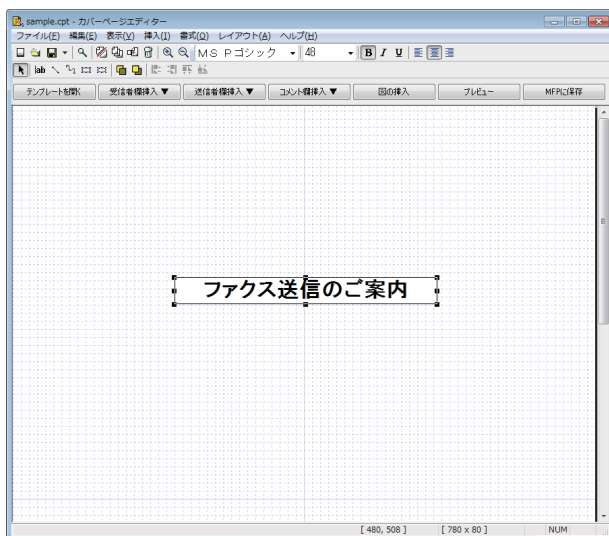 sample.cpt - カバーページエディター
ファイル(F) 編集(E) 表示(V) 挿入(I) 書式(O) レイアウト(A) ヘルプ(H)
MS Pゴシック 48 B I U
lab
テンプレートを開く 受信者欄挿入 ▼ 送信者欄挿入 ▼ コメント欄挿入 ▼ 図の挿入 プレビュー MFPに保存
ファクス送信のご案内
[ 480, 508 ] [ 780 x 80 ] NUM